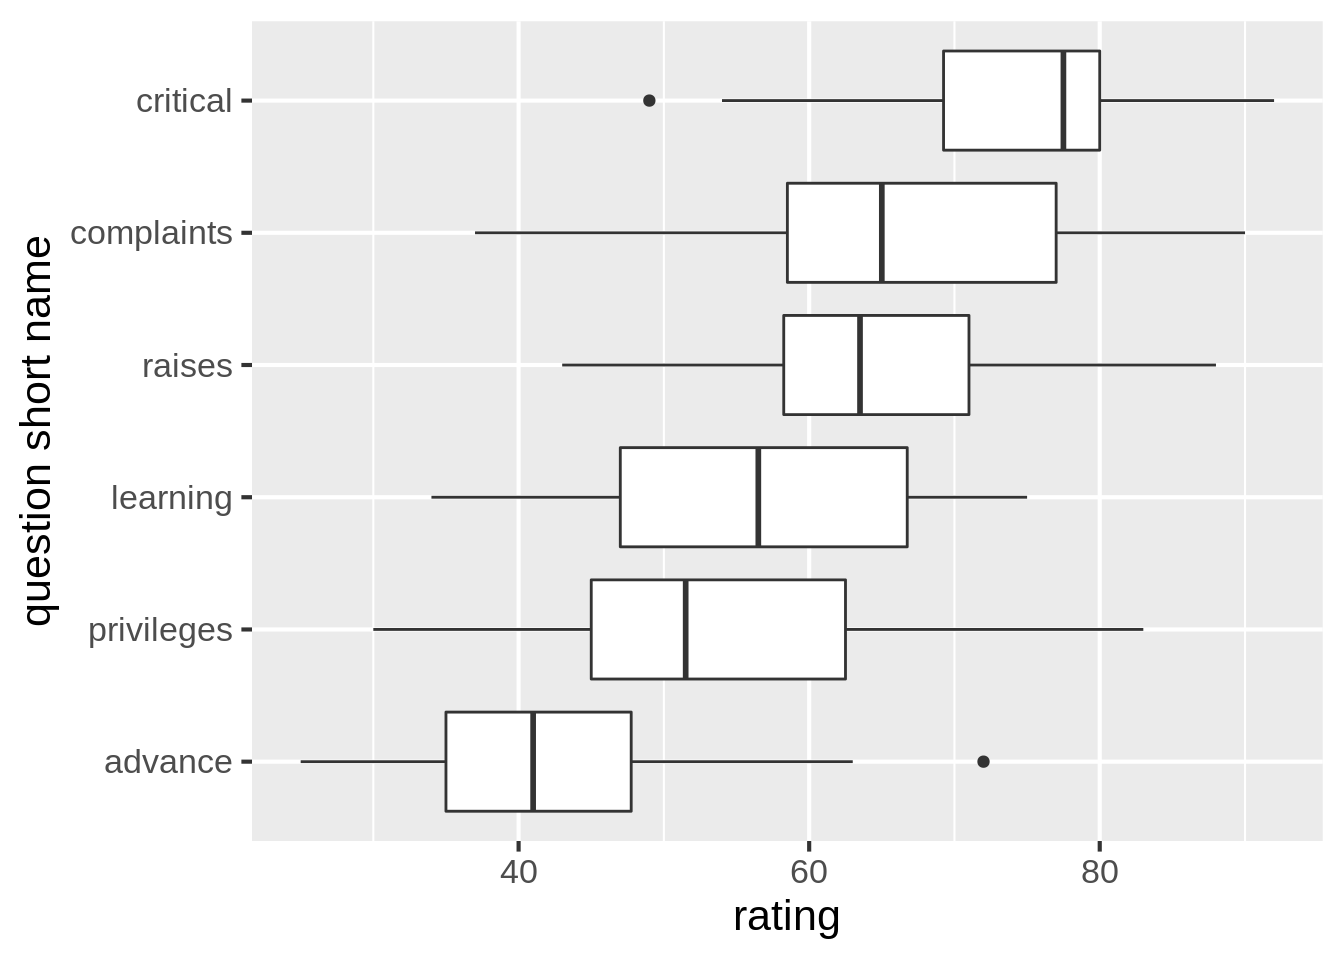 question short name
critical
complaints
raises
learning
privileges
advance
40 60 80
rating